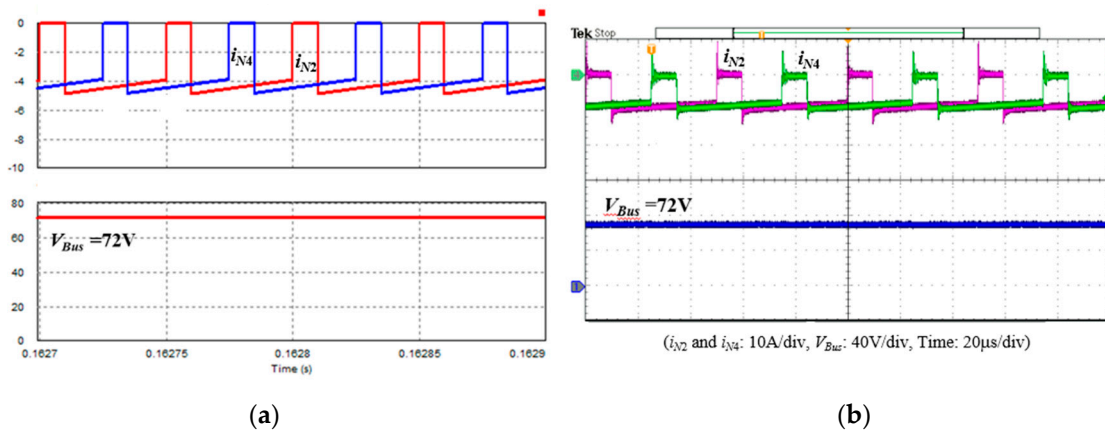 0
-2
-4
-6
-8
-10
iN4
iN2
80
60
40
20
0
VBus =72V
0.1627
0.16275
0.1628
0.16285
0.1629
Time (s)
(a)
Tek Stop
T
iN2
iN4
VBus =72V
(iN2 and iN4: 10A/div, VBus: 40V/div, Time: 20μs/div)
(b)